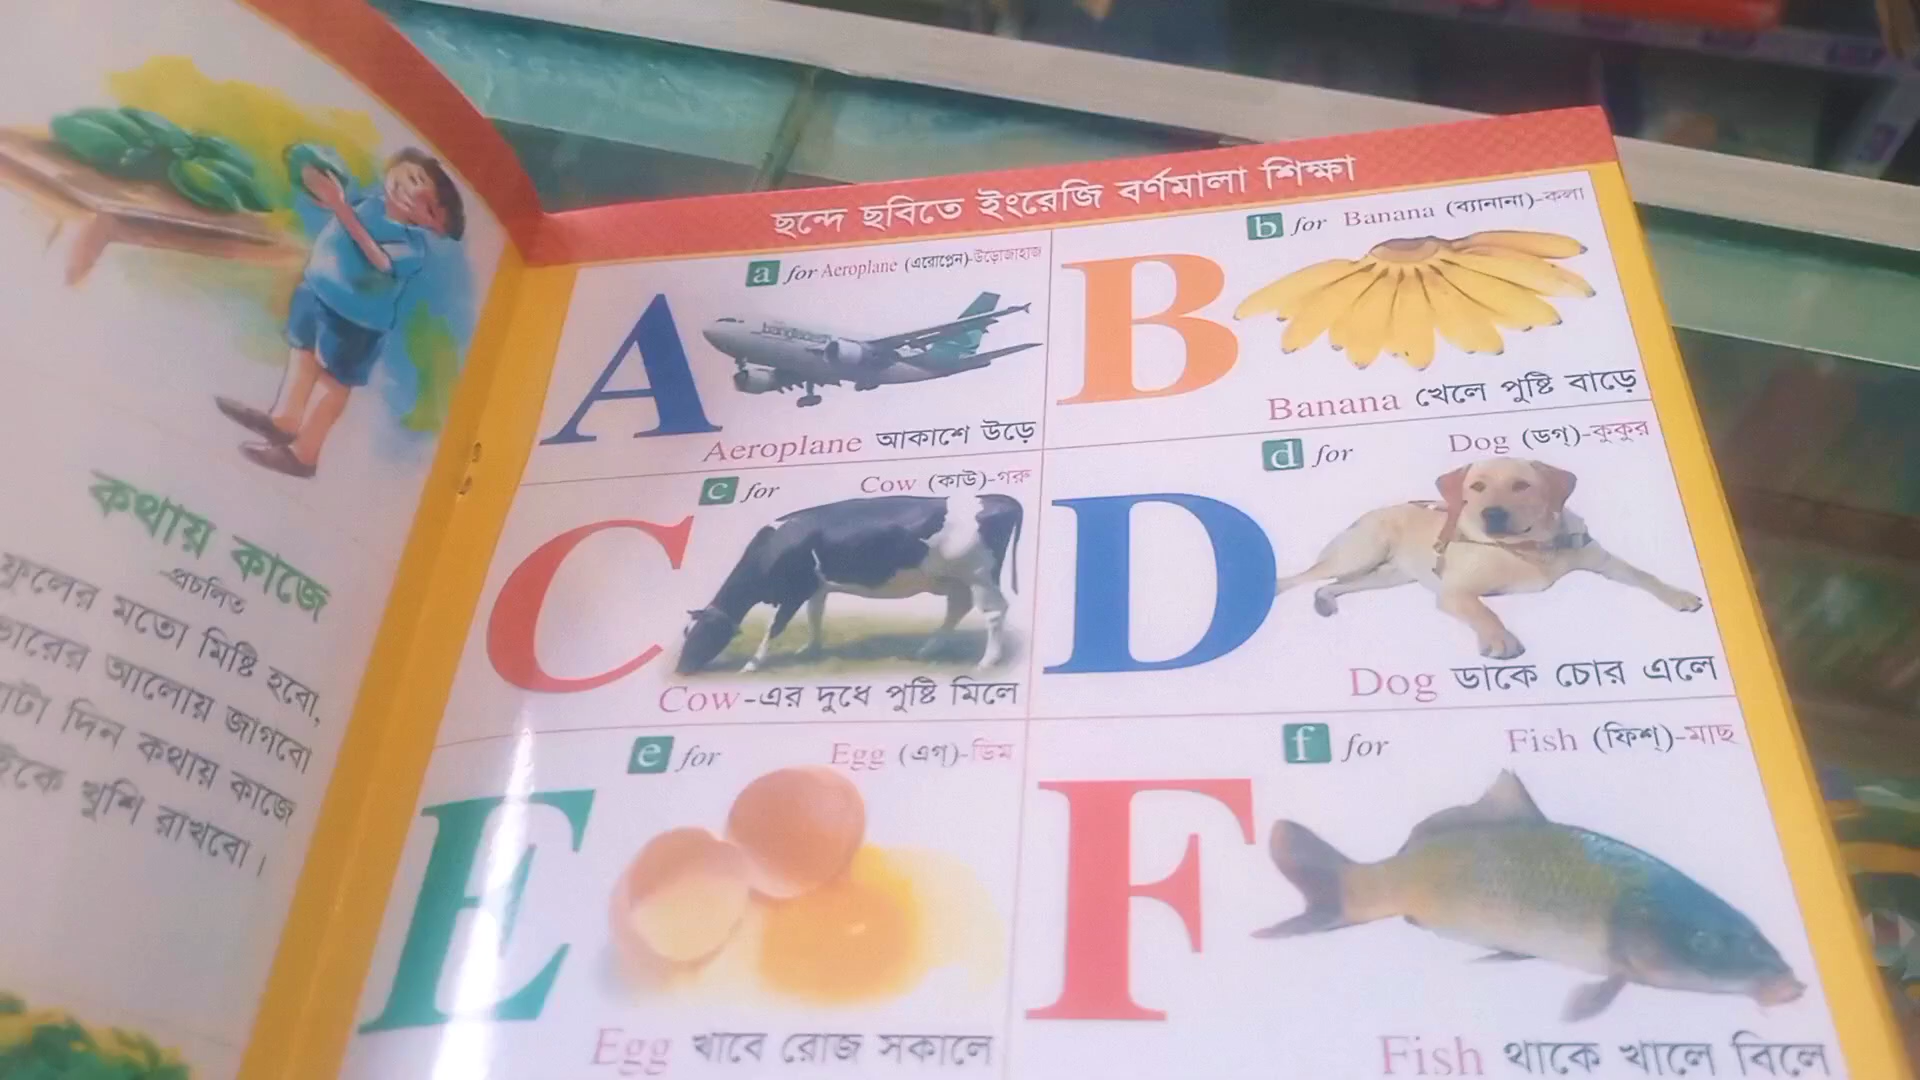 কথায় কাজে
-প্রচলিত
ফুলের মতো মিষ্টি হবো,
আলোয় জাগবো
দিন কথায় কাজে
খুশি রাখবো।
ছন্দে ছবিতে ইংরেজি বর্ণমালা শিক্ষা
a for Aeroplane (এরোপ্লেন)-উড়োজাহাজ
A
Aeroplane আকাশে উড়ে
b for Banana (ব্যানানা)-কলা
B
Banana খেলে পুষ্টি বাড়ে
c for Cow (কাউ)-গরু
C
Cow-এর দুধে পুষ্টি মিলে
d for Dog (ডগ)-কুকুর
D
Dog ডাকে চোর এলে
e for Egg (এগ)-ডিম
E
Egg খাবে রোজ সকালে
f for Fish (ফিশ)-মাছ
F
Fish থাকে খালে বিলে